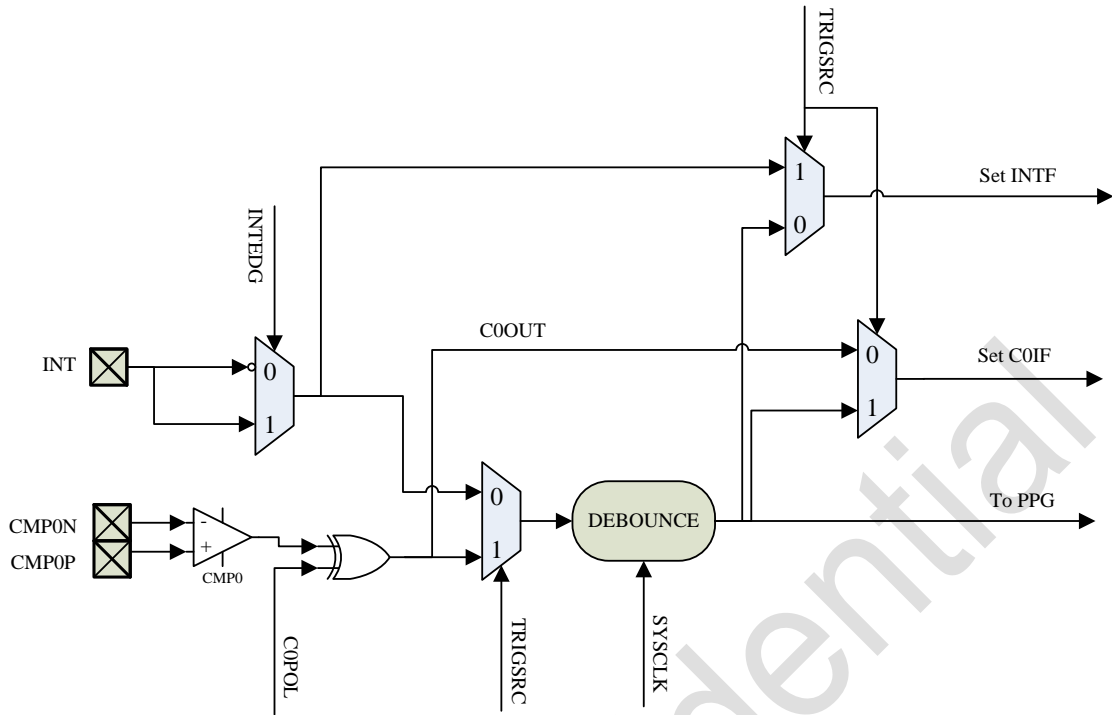 TRIGSRC
1
0
Set INTF
INTEDG
C0OUT
INT
0
1
0
1
Set C0IF
CMP0N
CMP0P
-
+
CMP0
0
1
DEBOUNCE
To PPG
C0POL
TRIGSRC
SYSCLK
dential